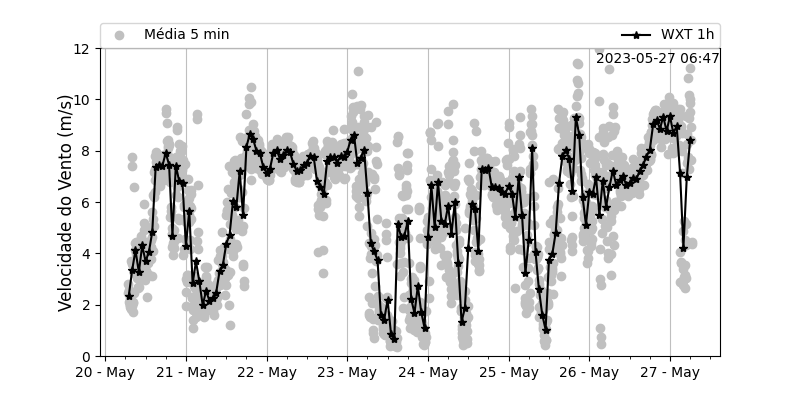 Média 5 min
WXT 1h
2023-05-27 06:47
Velocidade do Vento (m/s)
12
10
8
6
4
2
0
20 - May
21 - May
22 - May
23 - May
24 - May
25 - May
26 - May
27 - May